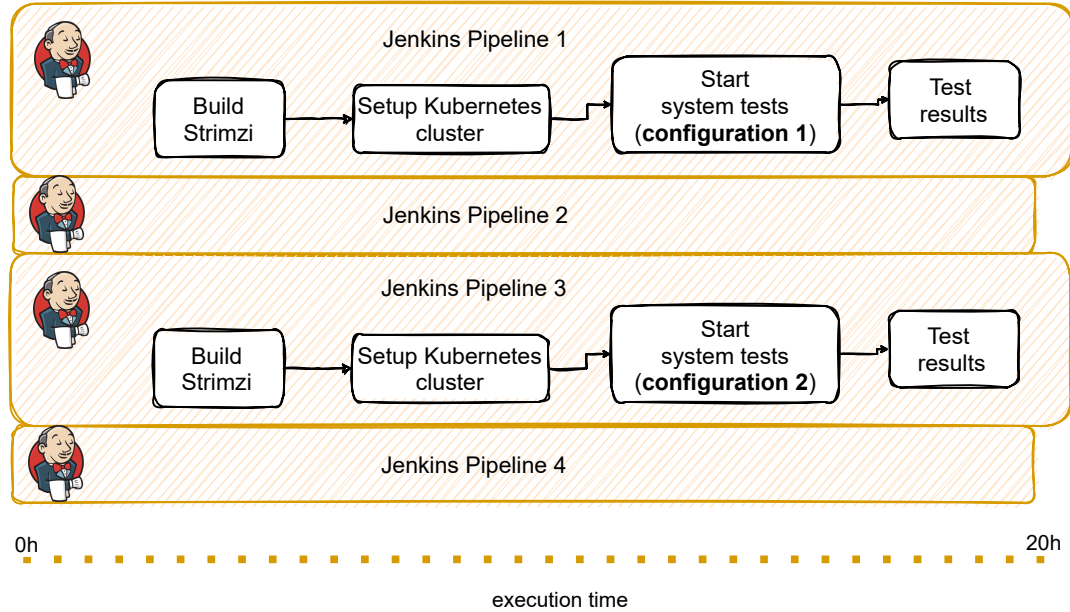 Jenkins Pipeline 1
Build
Strimzi
Setup Kubernetes
cluster
Start
system tests
(configuration 1)
Test
results
Jenkins Pipeline 2
Jenkins Pipeline 3
Build
Strimzi
Setup Kubernetes
cluster
Start
system tests
(configuration 2)
Test
results
Jenkins Pipeline 4
0h
20h
execution time